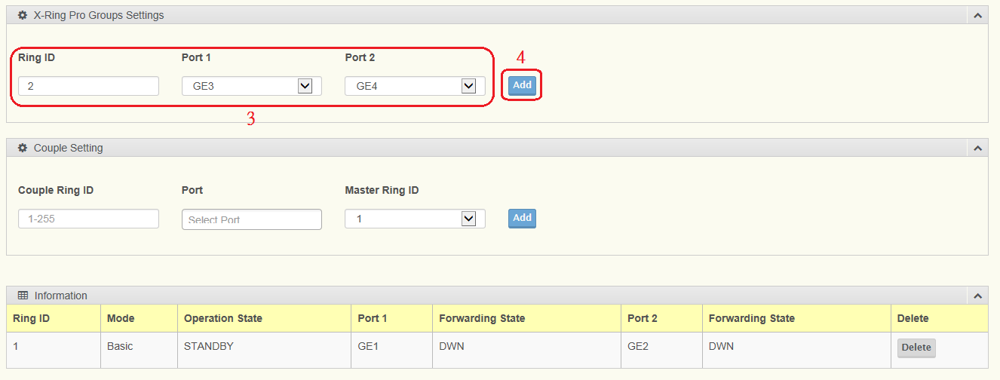 X-Ring Pro Groups Settings
Ring ID Port 1 Port 2 4
2 GE3 GE4 Add
3
Couple Setting
Couple Ring ID Port Master Ring ID
1-255 Select Port 1 Add
Information
Ring ID Mode Operation State Port 1 Forwarding State Port 2 Forwarding State Delete
1 Basic STANDBY GE1 DWN GE2 DWN Delete